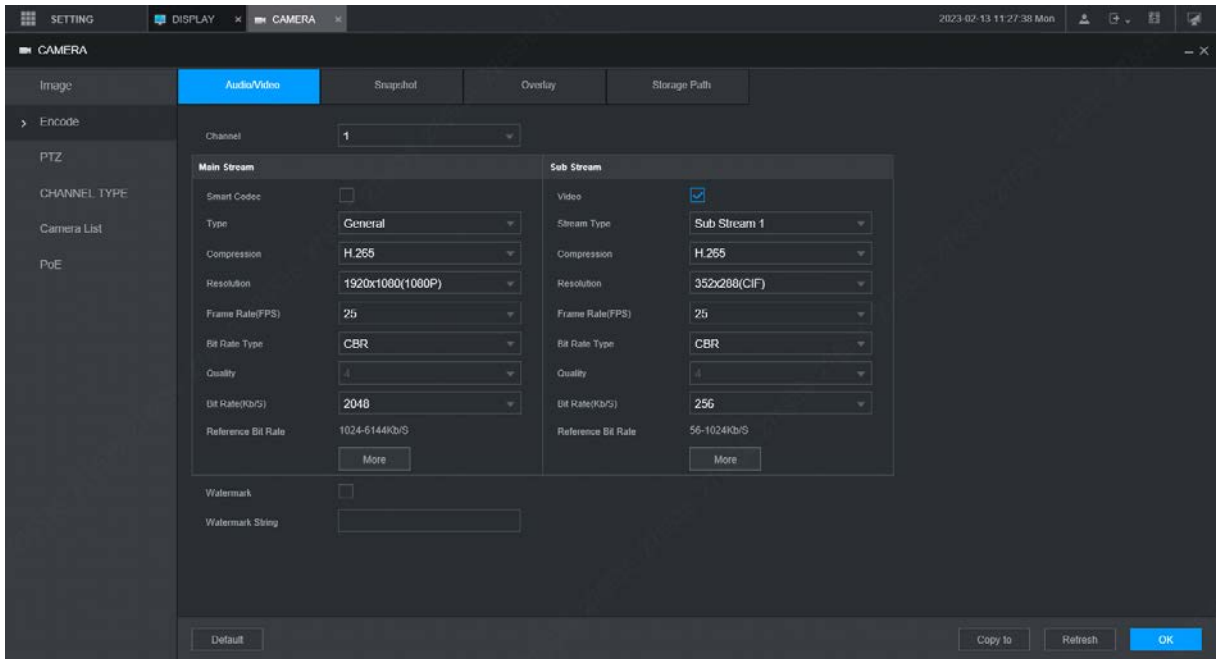 SETTING DISPLAY × CAMERA × 2023-02-13 11:27:38 Mon
CAMERA
Image
Encode
PTZ
CHANNEL TYPE
Camera List
PoE
Audio/Video Snapshot Overlay Storage Path
Channel 1
Main Stream Sub Stream
Smart Codec Video
Type General Stream Type Sub Stream 1
Compression H.265 Compression H.265
Resolution 1920x1080(1080P) Resolution 352x288(CIF)
Frame Rate(FPS) 25 Frame Rate(FPS) 25
Bit Rate Type CBR Bit Rate Type CBR
Quality 4 Quality 4
Bit Rate(Kb/S) 2048 Bit Rate(Kb/S) 256
Reference Bit Rate 1024-6144Kb/S Reference Bit Rate 56-1024Kb/S
More More
Watermark
Watermark String
Default Copy to Refresh OK